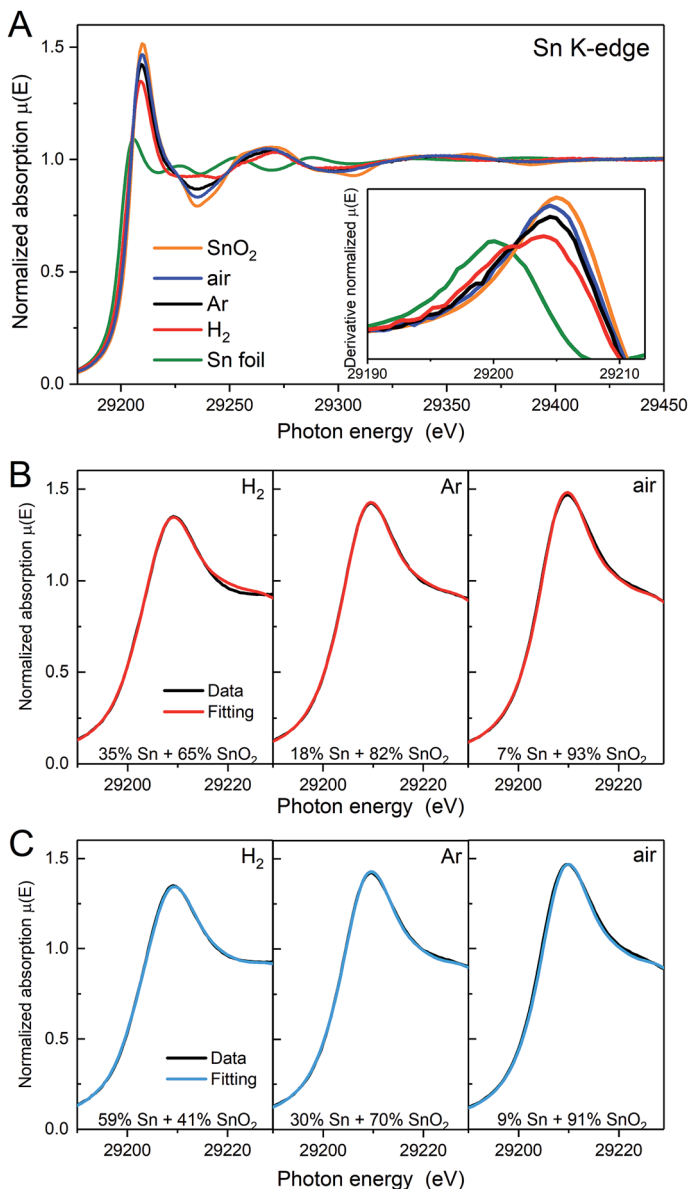 A
Sn K-edge
Normalized absorption μ(E)
1.5
1.0
0.5
0.0
SnO2
air
Ar
H2
Sn foil
Derivative normalized μ(E)
29190 29200 29210
29200 29250 29300 29350 29400 29450
Photon energy (eV)
B
H2 Ar air
Normalized absorption μ(E)
1.5
1.0
0.5
0.0
Data
Fitting
35% Sn + 65% SnO2 18% Sn + 82% SnO2 7% Sn + 93% SnO2
29200 29220 29200 29220 29200 29220
Photon energy (eV)
C
H2 Ar air
Normalized absorption μ(E)
1.5
1.0
0.5
0.0
Data
Fitting
59% Sn + 41% SnO2 30% Sn + 70% SnO2 9% Sn + 91% SnO2
29200 29220 29200 29220 29200 29220
Photon energy (eV)